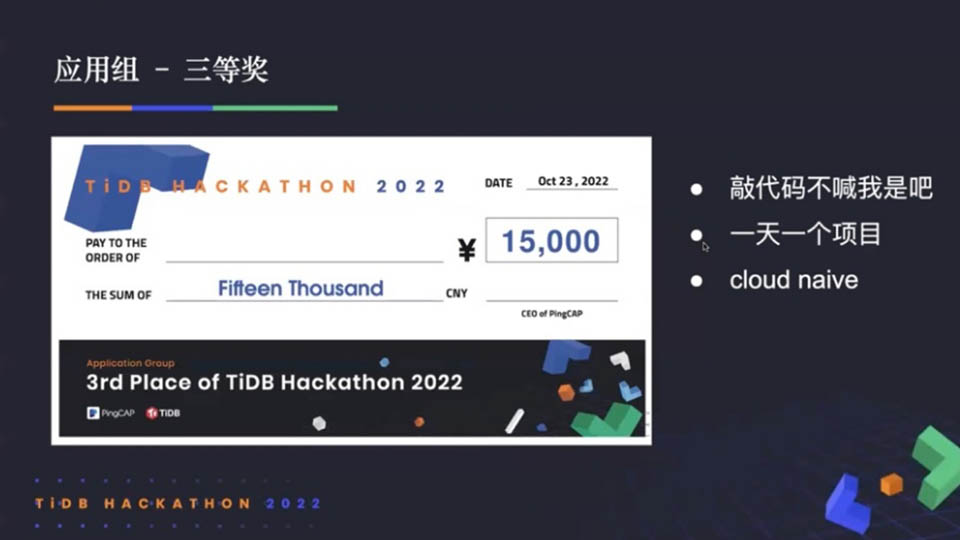 应用组 - 三等奖
TiDB HACKATHON 2022
DATE Oct 23, 2022
PAY TO THE
ORDER OF
¥ 15,000
THE SUM OF Fifteen Thousand CNY
CEO of PingCAP
Application Group
3rd Place of TiDB Hackathon 2022
PingCAP TiDB
敲代码不喊我是吧
一天一个项目
cloud naive
TiDB HACKATHON 2022